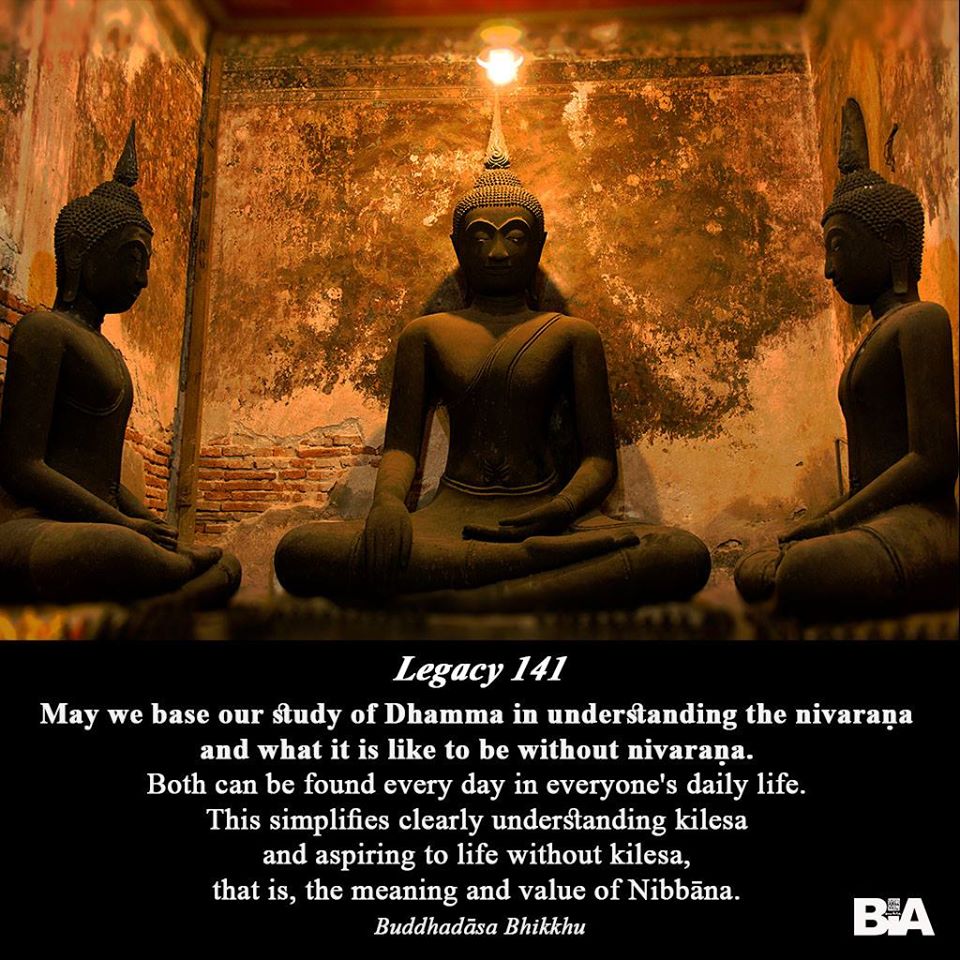 Legacy 141
May we base our study of Dhamma in understanding the nivaraṇa
and what it is like to be without nivaraṇa.
Both can be found every day in everyone's daily life.
This simplifies clearly understanding kilesa
and aspiring to life without kilesa,
that is, the meaning and value of Nibbāna.
Buddhadāsa Bhikkhu
BIA